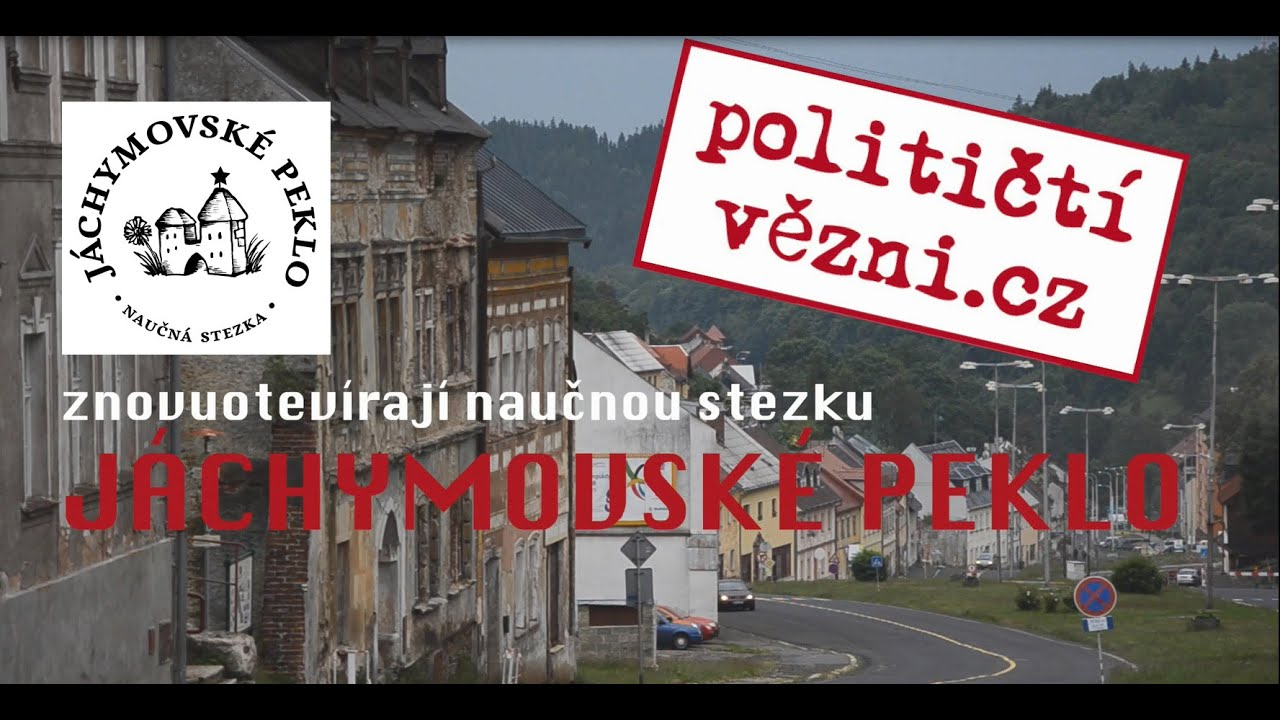 JÁCHYMOVSKÉ PEKLO
• NAUČNÁ STEZKA •
političtí
vězni.cz
znovuotevírají naučnou stezku
JÁCHYMOVSKÉ PEKLO